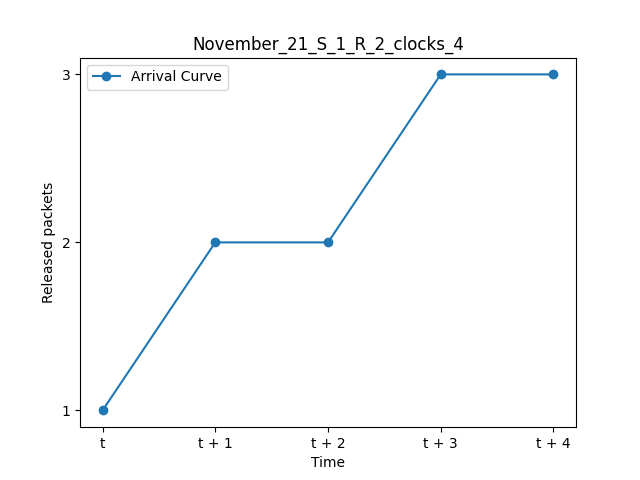 November_21_S_1_R_2_clocks_4
Arrival Curve
3
2
1
Released packets
t
t + 1
t + 2
t + 3
t + 4
Time